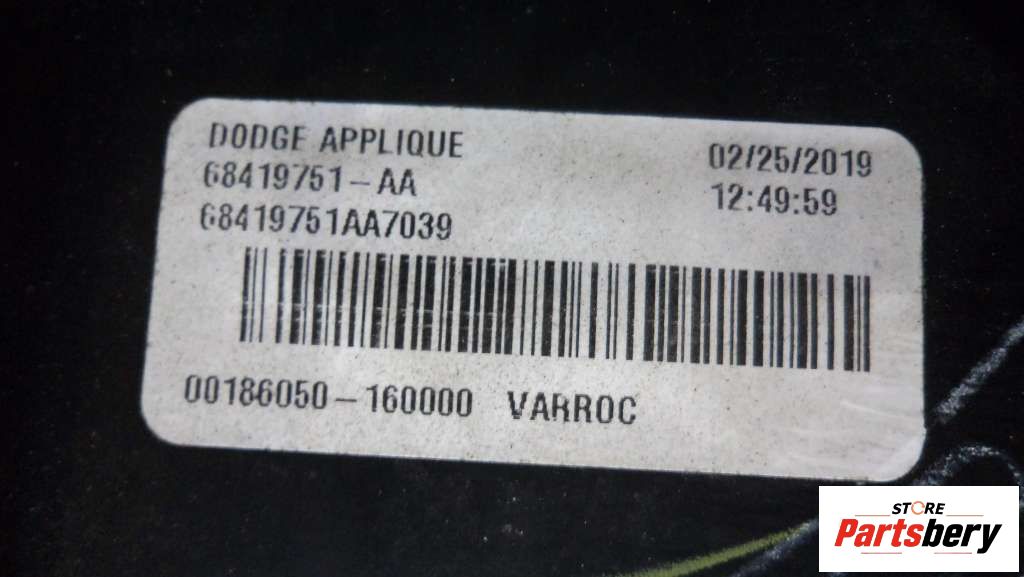 DODGE APPLIQUE
02/25/2019
68419751-AA
12:49:59
68419751AA7039
00186050-160000 VARROC
STORE
Partsbery